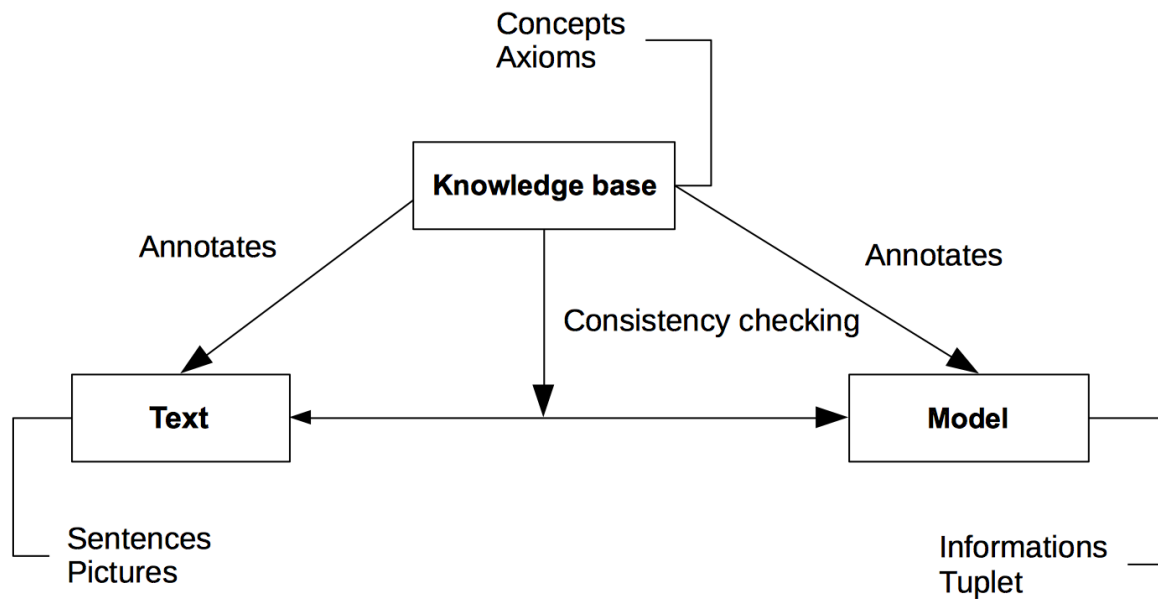 Concepts
Axioms
Knowledge base
Annotates
Annotates
Consistency checking
Text
Model
Sentences
Pictures
Informations
Tuplet